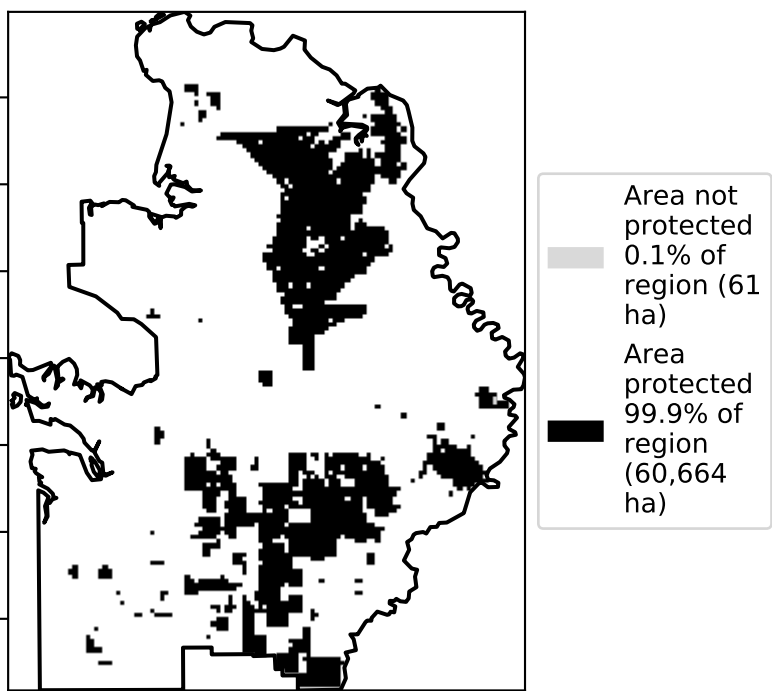 Area not
protected
0.1% of
region (61
ha)
Area
protected
99.9% of
region
(60,664
ha)